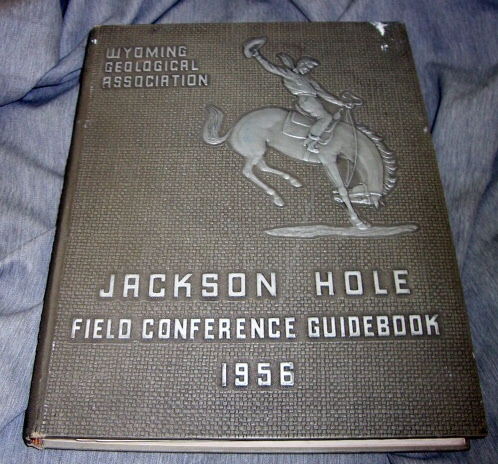 WYOMING
GEOLOGICAL
ASSOCIATION
JACKSON HOLE
FIELD CONFERENCE GUIDEBOOK
1956